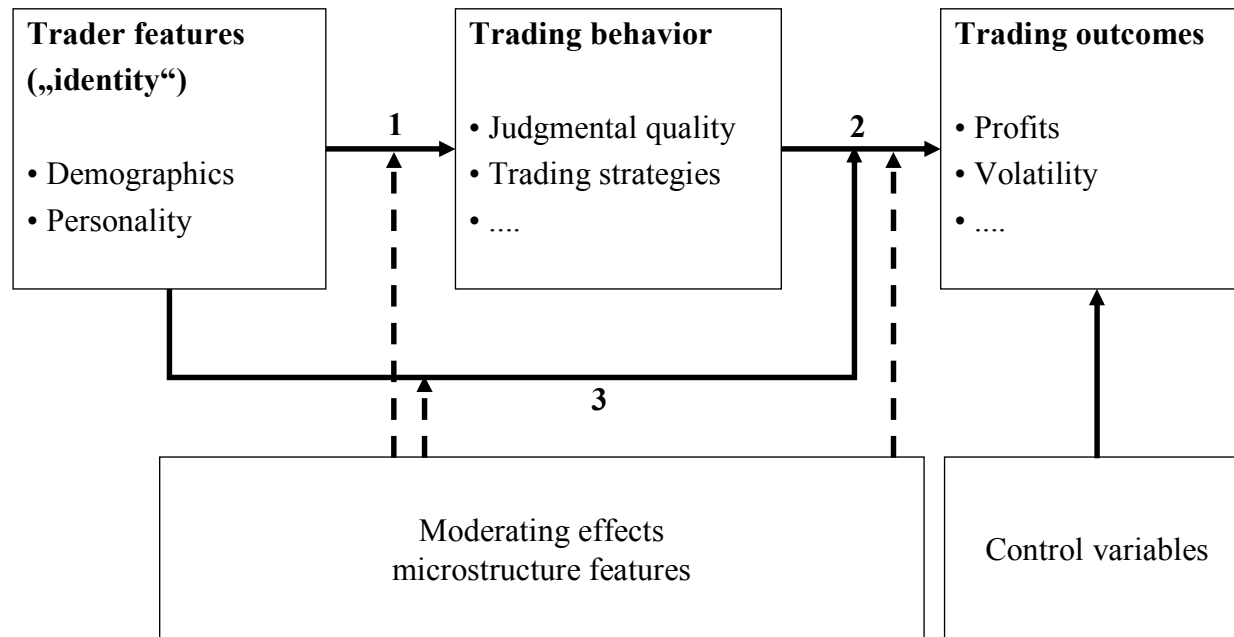 Trader features
(„identity“)
• Demographics
• Personality
1
Trading behavior
• Judgmental quality
• Trading strategies
• ....
2
Trading outcomes
• Profits
• Volatility
• ....
3
Moderating effects
microstructure features
Control variables